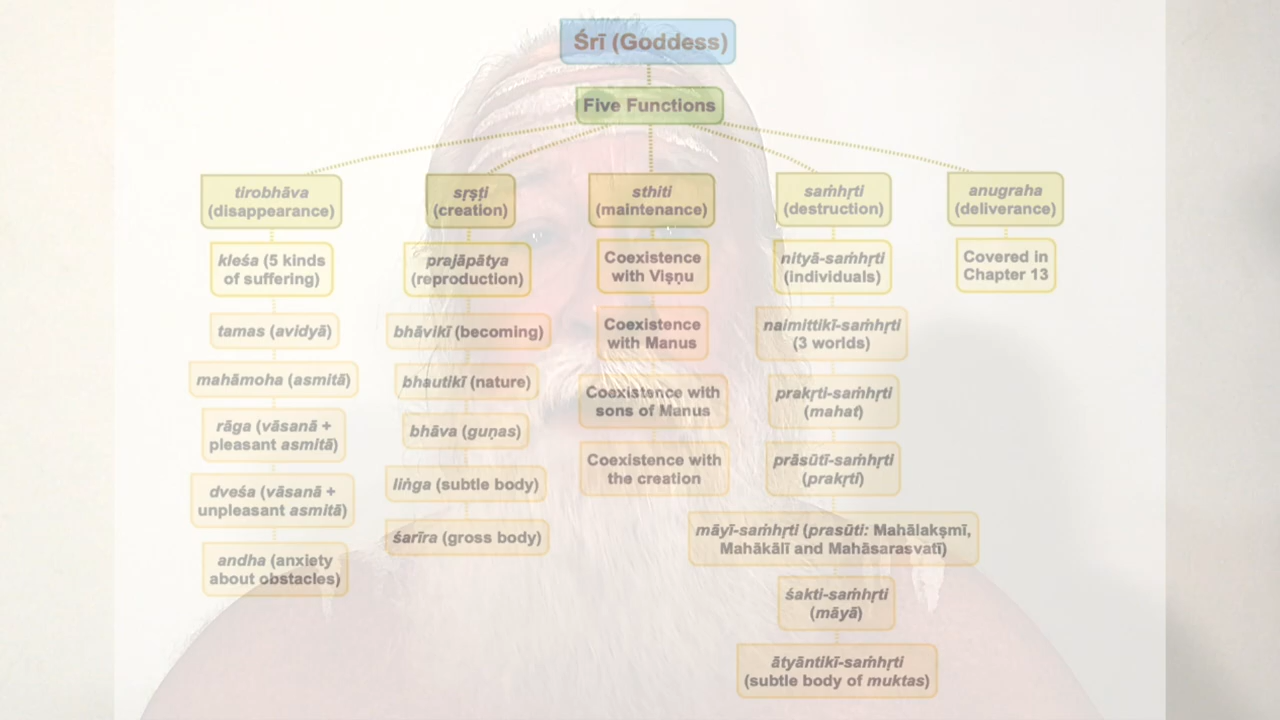 Śrī (Goddess)
Five Functions
tirobhāva
(disappearance)
kleśa (5 kinds
of suffering)
tamas (avidyā)
mahāmoha (asmitā)
rāga (vāsanā +
pleasant asmitā)
dveśa (vāsanā +
unpleasant asmitā)
andha (anxiety
about obstacles)
sṛṣṭi
(creation)
prajāpātya
(reproduction)
bhāvikī (becoming)
bhautikī (nature)
bhāva (guṇas)
liṅga (subtle body)
śarīra (gross body)
sthiti
(maintenance)
Coexistence
with Viṣṇu
Coexistence
with Manus
Coexistence with
sons of Manus
Coexistence with
the creation
saṁhṛti
(destruction)
nityā-saṁhṛti
(individuals)
naimittikī-saṁhṛti
(3 worlds)
prakṛti-saṁhṛti
(mahat)
prāsūtī-saṁhṛti
(prakṛti)
māyī-saṁhṛti (prasūti: Mahālakṣmī,
Mahākālī and Mahāsarasvatī)
śakti-saṁhṛti
(māyā)
ātyāntikī-saṁhṛti
(subtle body of muktas)
anugraha
(deliverance)
Covered in
Chapter 13